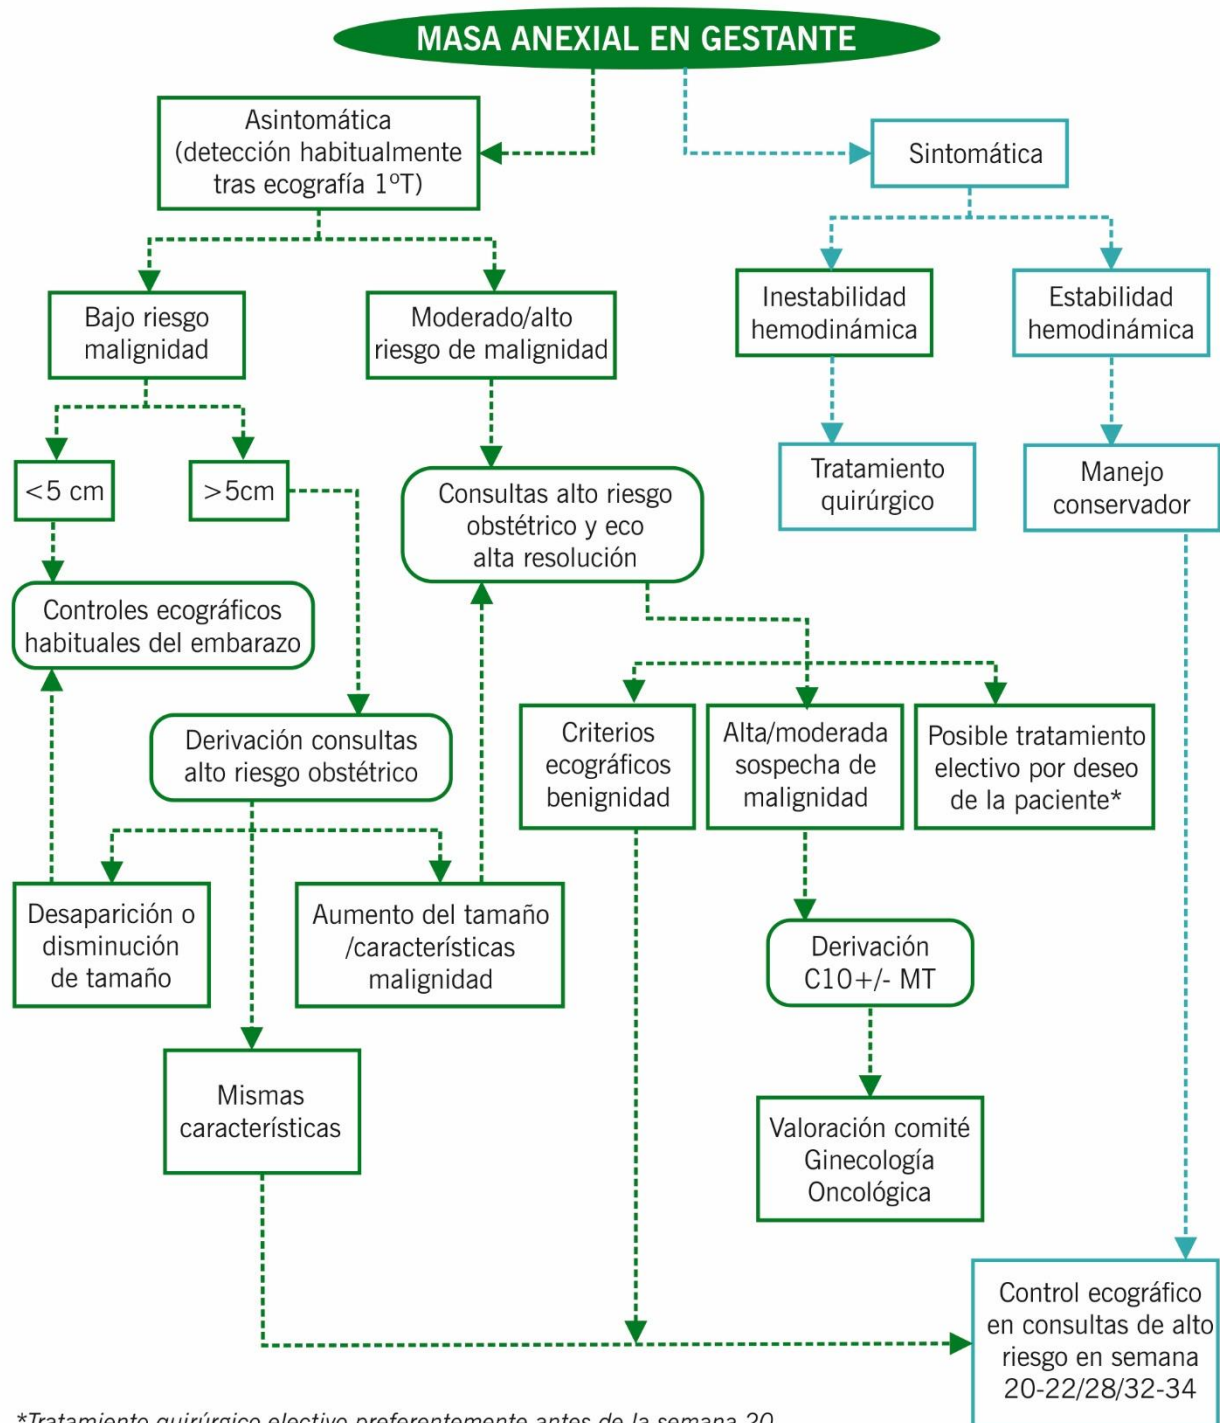 MASA ANEXIAL EN GESTANTE
Asintomática
(detección habitualmente
tras ecografía 1ºT)
Sintomática
Bajo riesgo
malignidad
Moderado/alto
riesgo de malignidad
Inestabilidad
hemodinámica
Estabilidad
hemodinámica
<5 cm
>5cm
Consultas alto riesgo
obstétrico y eco
alta resolución
Tratamiento
quirúrgico
Manejo
conservador
Controles ecográficos
habituales del embarazo
Derivación consultas
alto riesgo obstétrico
Criterios
ecográficos
benignidad
Alta/moderada
sospecha de
malignidad
Posible tratamiento
electivo por deseo
de la paciente*
Desaparición o
disminución
de tamaño
Aumento del tamaño
/características
malignidad
Derivación
C10+/- MT
Mismas
características
Valoración comité
Ginecología
Oncológica
Control ecográfico
en consultas de alto
riesgo en semana
20-22/28/32-34
*Tratamiento quirúrgico electivo preferentemente antes de la semana 20